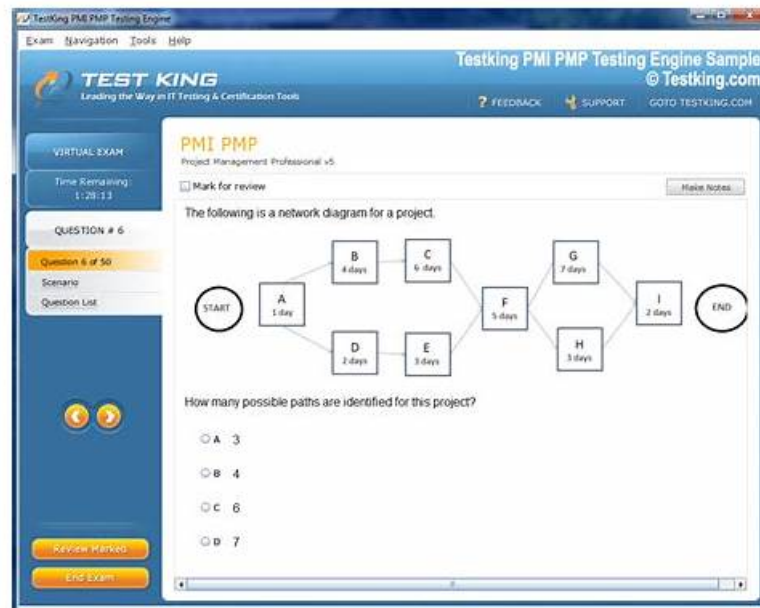 TestKing PMI PMP Testing Engine
Exam Navigation Tools Help
Testking PMI PMP Testing Engine Sample
© Testking.com
TEST KING
Leading the Way in IT Testing & Certification Tools
? FEEDBACK SUPPORT GOTO TESTKING.COM
VIRTUAL EXAM
Time Remaining:
1:28:13
QUESTION # 6
Question 6 of 50
Scenario
Question List
Review Marked
End Exam
PMI PMP
Project Management Professional v5
Mark for review
Make Notes
The following is a network diagram for a project.
START
A
1 day
B
4 days
C
6 days
D
2 days
E
3 days
F
5 days
G
7 days
H
3 days
I
2 days
END
How many possible paths are identified for this project?
A 3
B 4
C 6
D 7